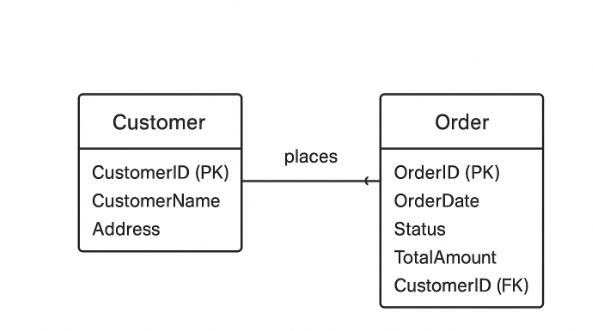 Customer
CustomerID (PK)
CustomerName
Address
places
Order
OrderID (PK)
OrderDate
Status
TotalAmount
CustomerID (FK)